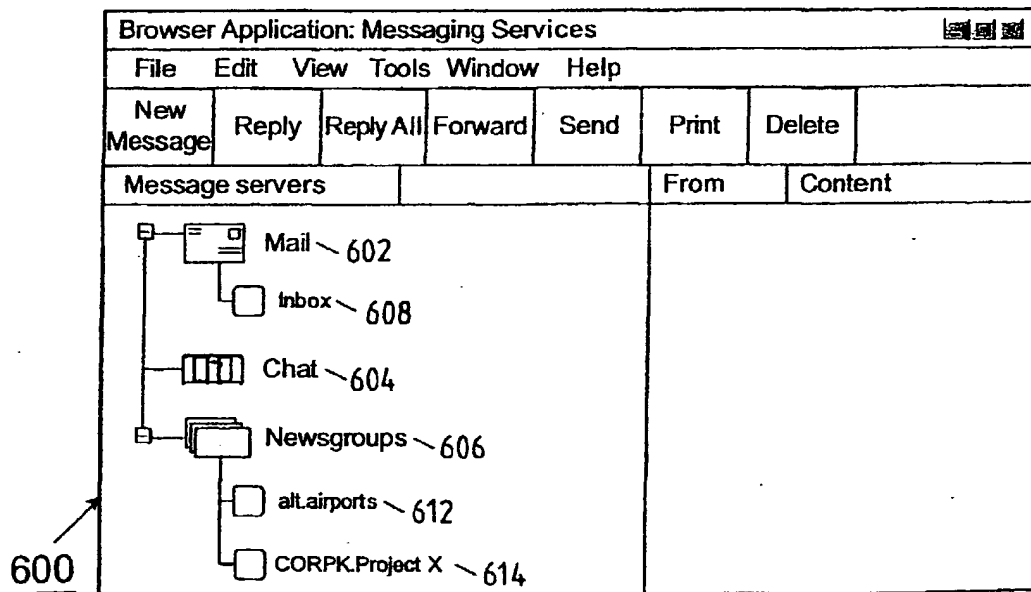 Browser Application: Messaging Services
File Edit View Tools Window Help
New Message Reply Reply All Forward Send Print Delete
Message servers From Content
Mail 602
Inbox 608
Chat 604
Newsgroups 606
alt.airports 612
CORPK.Project X 614
600